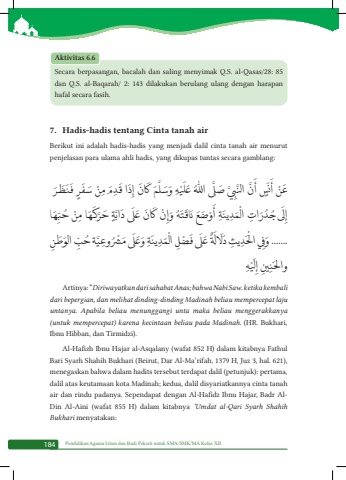 Aktivitas 6.6
Secara berpasangan, bacalah dan saling menyimak Q.S. al-Qasas/28: 85
dan Q.S. al-Baqarah/ 2: 143 dilakukan berulang ulang dengan harapan
hafal secara fasih.
7. Hadis-hadis tentang Cinta tanah air
Berikut ini adalah hadis-hadis yang menjadi dalil cinta tanah air menurut
penjelasan para ulama ahli hadis, yang dikupas tuntas secara gamblang:
عَنْ أَنَسٍ أَنَّ النَّبِيَّ صَلَّى اللهُ عَلَيْهِ وَسَلَّمَ كَانَ إِذَا قَدِمَ مِنْ سَفَرٍ فَنَظَرَ
إِلَى جُدُرَاتِ الْمَدِيْنَةِ أَوْضَعَ نَاقَتَهُ وَإِنْ كَانَ عَلَى دَابَّةٍ حَرَّكَهَا مِنْ حُبِّهَا
....... وَفِي الْحَدِيثِ دَلَالَةٌ عَلَى فَضْلِ الْمَدِينَةِ وَعَلَى مَشْرُوعِيَّةِ حُبِّ الْوَطَنِ
والْحَنِينِ إِلَيْهِ
Artinya: "Diriwayatkan dari sahabat Anas; bahwa Nabi Saw. ketika kembali
dari bepergian, dan melihat dinding-dinding Madinah beliau mempercepat laju
untanya. Apabila beliau menunggangi unta maka beliau menggerakkanya
(untuk mempercepat) karena kecintaan beliau pada Madinah. (HR. Bukhari,
Ibnu Hibban, dan Tirmidzi).
Al-Hafizh Ibnu Hajar al-Asqalany (wafat 852 H) dalam kitabnya Fathul
Bari Syarh Shahih Bukhari (Beirut, Dar Al-Ma'rifah, 1379 H, Juz 3, hal. 621),
menegaskan bahwa dalam hadits tersebut terdapat dalil (petunjuk): pertama,
dalil atas keutamaan kota Madinah; kedua, dalil disyariatkannya cinta tanah
air dan rindu padanya. Sependapat dengan Al-Hafidz Ibnu Hajar, Badr Al-
Din Al-Aini (wafat 855 H) dalam kitabnya 'Umdat al-Qari Syarh Shahih
Bukhari menyatakan:
184 Pendidikan Agama Islam dan Budi Pekerti untuk SMA/SMK/MA Kelas XII